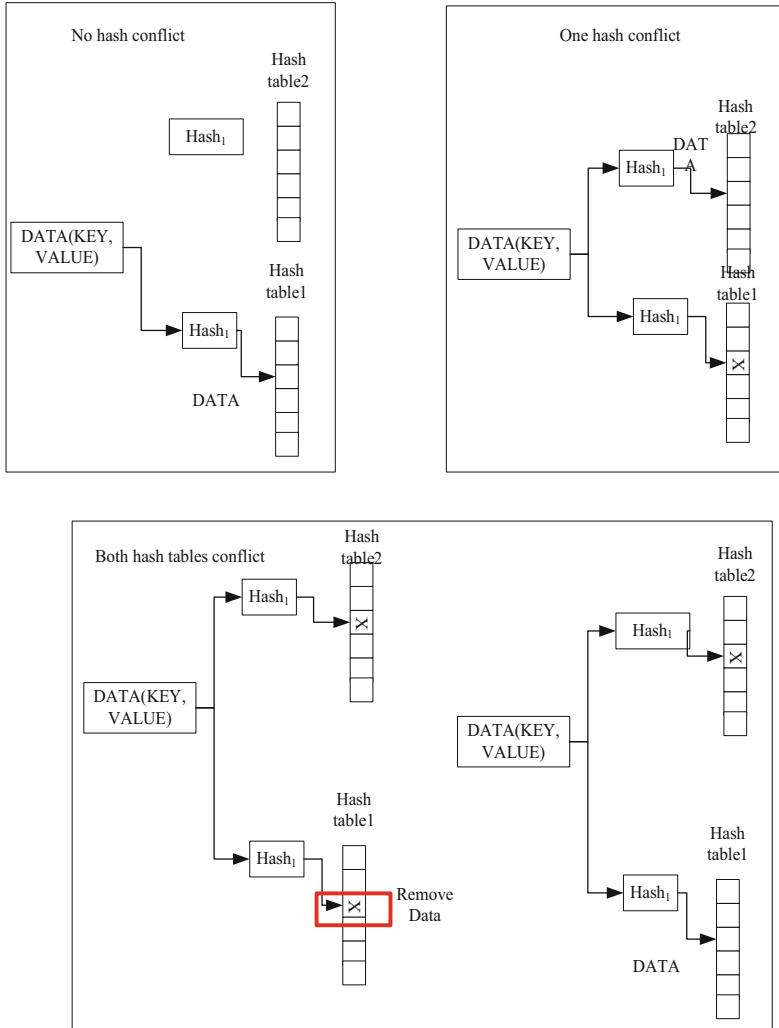 No hash conflict
Hash
table2
Hash₁
DATA(KEY,
VALUE)
Hash
table1
Hash₁
DATA
One hash conflict
Hash
table2
DAT
A
Hash₁
DATA(KEY,
VALUE)
Hash
table1
Hash₁
X
Both hash tables conflict
Hash
table2
Hash₁
X
DATA(KEY,
VALUE)
Hash
table1
Hash₁
X
Remove
Data
Hash
table2
Hash₁
X
DATA(KEY,
VALUE)
Hash
table1
Hash₁
DATA